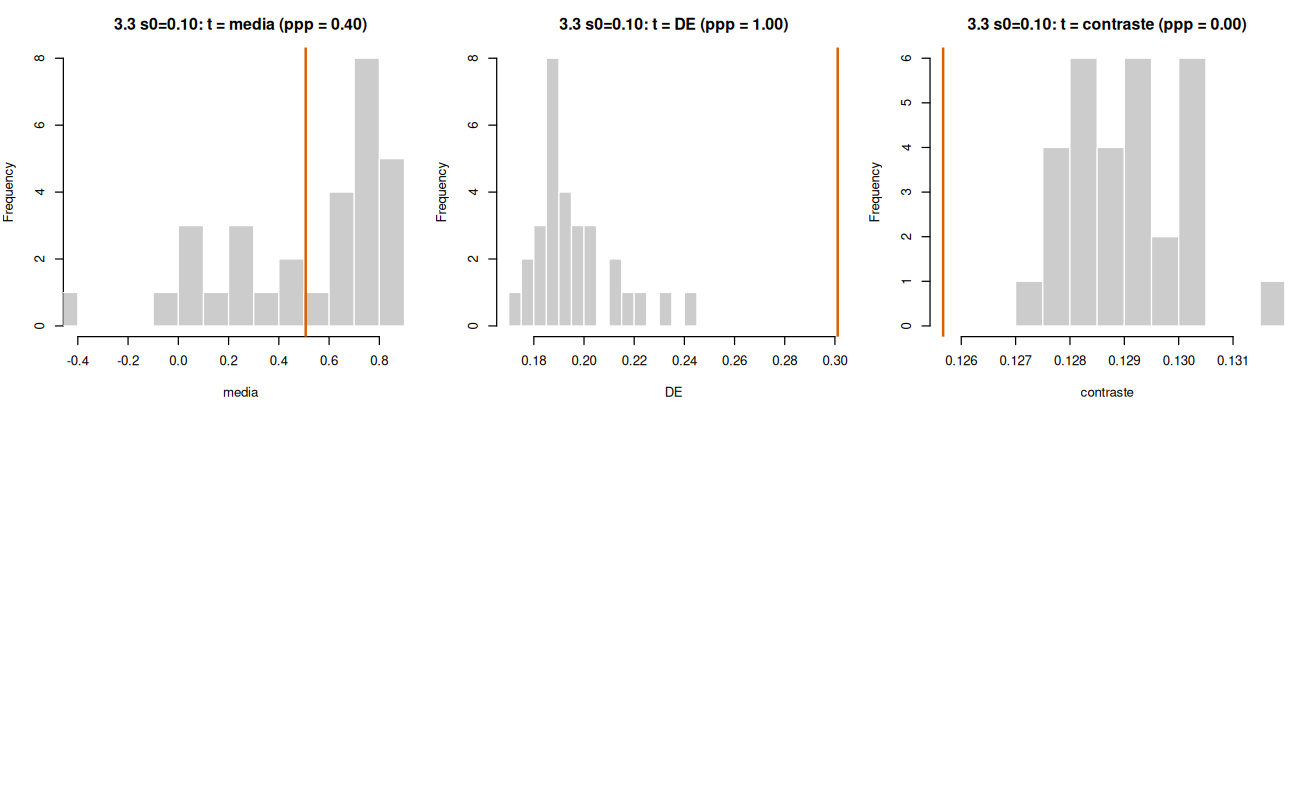 3.3 s0=0.10: t = media (ppp = 0.40)
Frequency
0 2 4 6 8
-0.4 -0.2 0.0 0.2 0.4 0.6 0.8
media
3.3 s0=0.10: t = DE (ppp = 1.00)
Frequency
0 2 4 6 8
0.18 0.20 0.22 0.24 0.26 0.28 0.30
DE
3.3 s0=0.10: t = contraste (ppp = 0.00)
Frequency
0 1 2 3 4 5 6
0.126 0.127 0.128 0.129 0.130 0.131
contraste